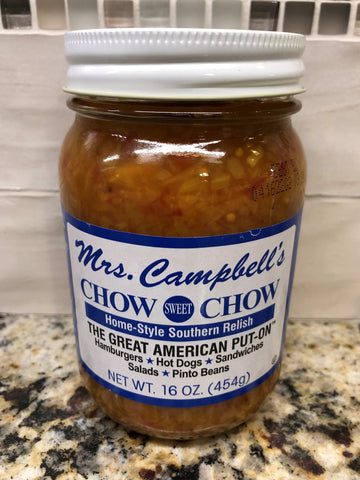 Mrs. Campbell's
CHOW SWEET CHOW
Home-Style Southern Relish
THE GREAT AMERICAN PUT-ON™
Hamburgers ★ Hot Dogs ★ Sandwiches
Salads ★ Pinto Beans
NET WT. 16 OZ. (454g)